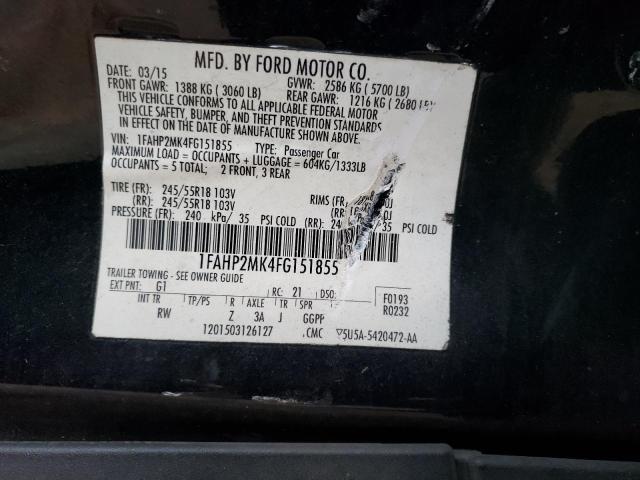 MFD. BY FORD MOTOR CO.
DATE: 03/15 GVWR: 2586 KG ( 5700 LB)
FRONT GAWR: 1388 KG ( 3060 LB) REAR GAWR: 1216 KG ( 2680
THIS VEHICLE CONFORMS TO ALL APPLICABLE FEDERAL MOTOR
VEHICLE SAFETY, BUMPER, AND THEFT PREVENTION STANDARDS
IN EFFECT ON THE DATE OF MANUFACTURE SHOWN ABOVE.
VIN: 1FAHP2MK4FG151855 TYPE: Passenger Car
MAXIMUM LOAD = OCCUPANTS + LUGGAGE = 604KG/1333LB
OCCUPANTS = 5 TOTAL; 2 FRONT, 3 REAR
TIRE (FR): 245/55R18 103V RIMS (FR)
(RR): 245/55R18 103V
PRESSURE (FR): 240 kPa/ 35 PSI COLD (RR): 35 PSI COLD
1FAHP2MK4FG151855
TRAILER TOWING - SEE OWNER GUIDE
EXT PNT: G1 RC: 21 DSO:
INT TR TP/PS R AXLE TR SPR F0193
RW Z 3A J GGPP R0232
1201503126127 .CMC ▽5U5A-5420472-AA